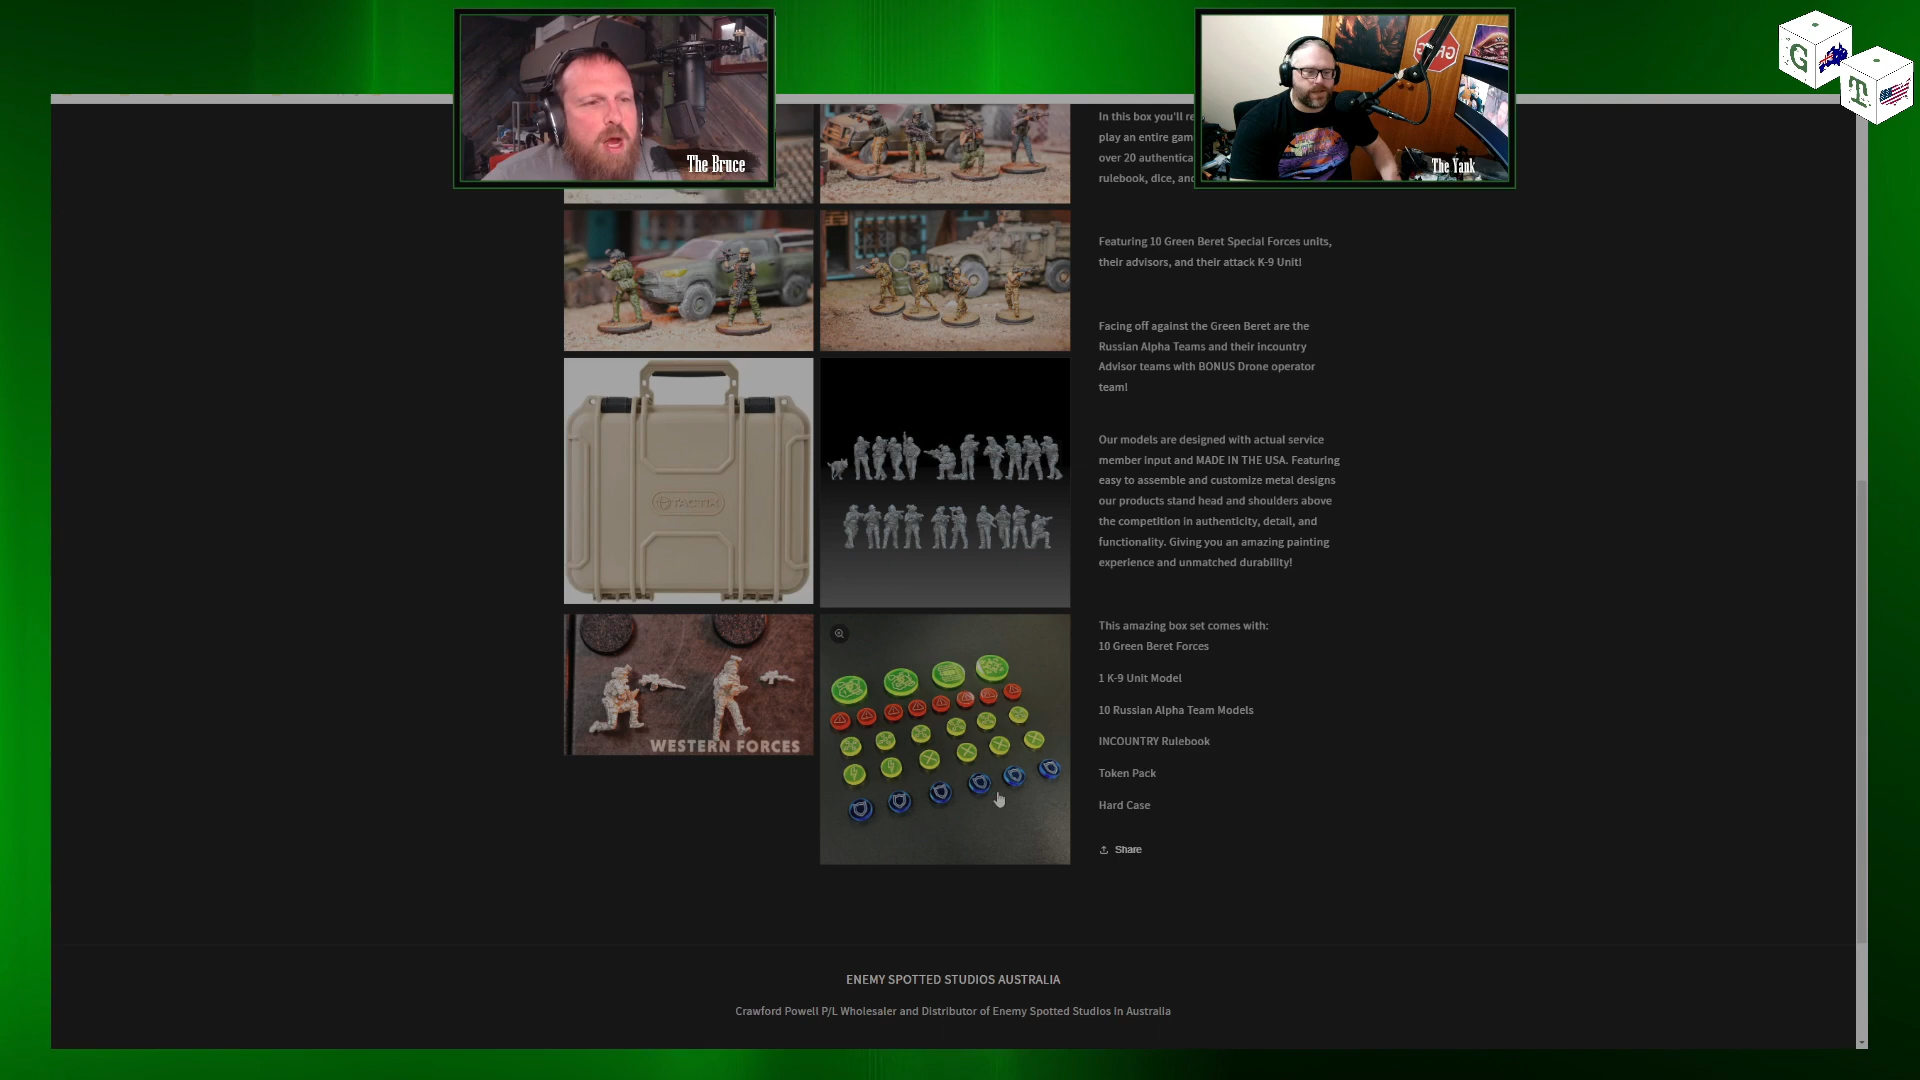 The Bruce
The Yank
G
T
In this box you'll re
play an entire gam
over 20 authentica
rulebook, dice, and
Featuring 10 Green Beret Special Forces units,
their advisors, and their attack K-9 Unit!
Facing off against the Green Beret are the
Russian Alpha Teams and their incountry
Advisor teams with BONUS Drone operator
team!
Our models are designed with actual service
member input and MADE IN THE USA. Featuring
easy to assemble and customize metal designs
our products stand head and shoulders above
the competition in authenticity, detail, and
functionality. Giving you an amazing painting
experience and unmatched durability!
TACTIX
WESTERN FORCES
This amazing box set comes with:
10 Green Beret Forces
1 K-9 Unit Model
10 Russian Alpha Team Models
INCOUNTRY Rulebook
Token Pack
Hard Case
Share
ENEMY SPOTTED STUDIOS AUSTRALIA
Crawford Powell P/L Wholesaler and Distributor of Enemy Spotted Studios in Australia